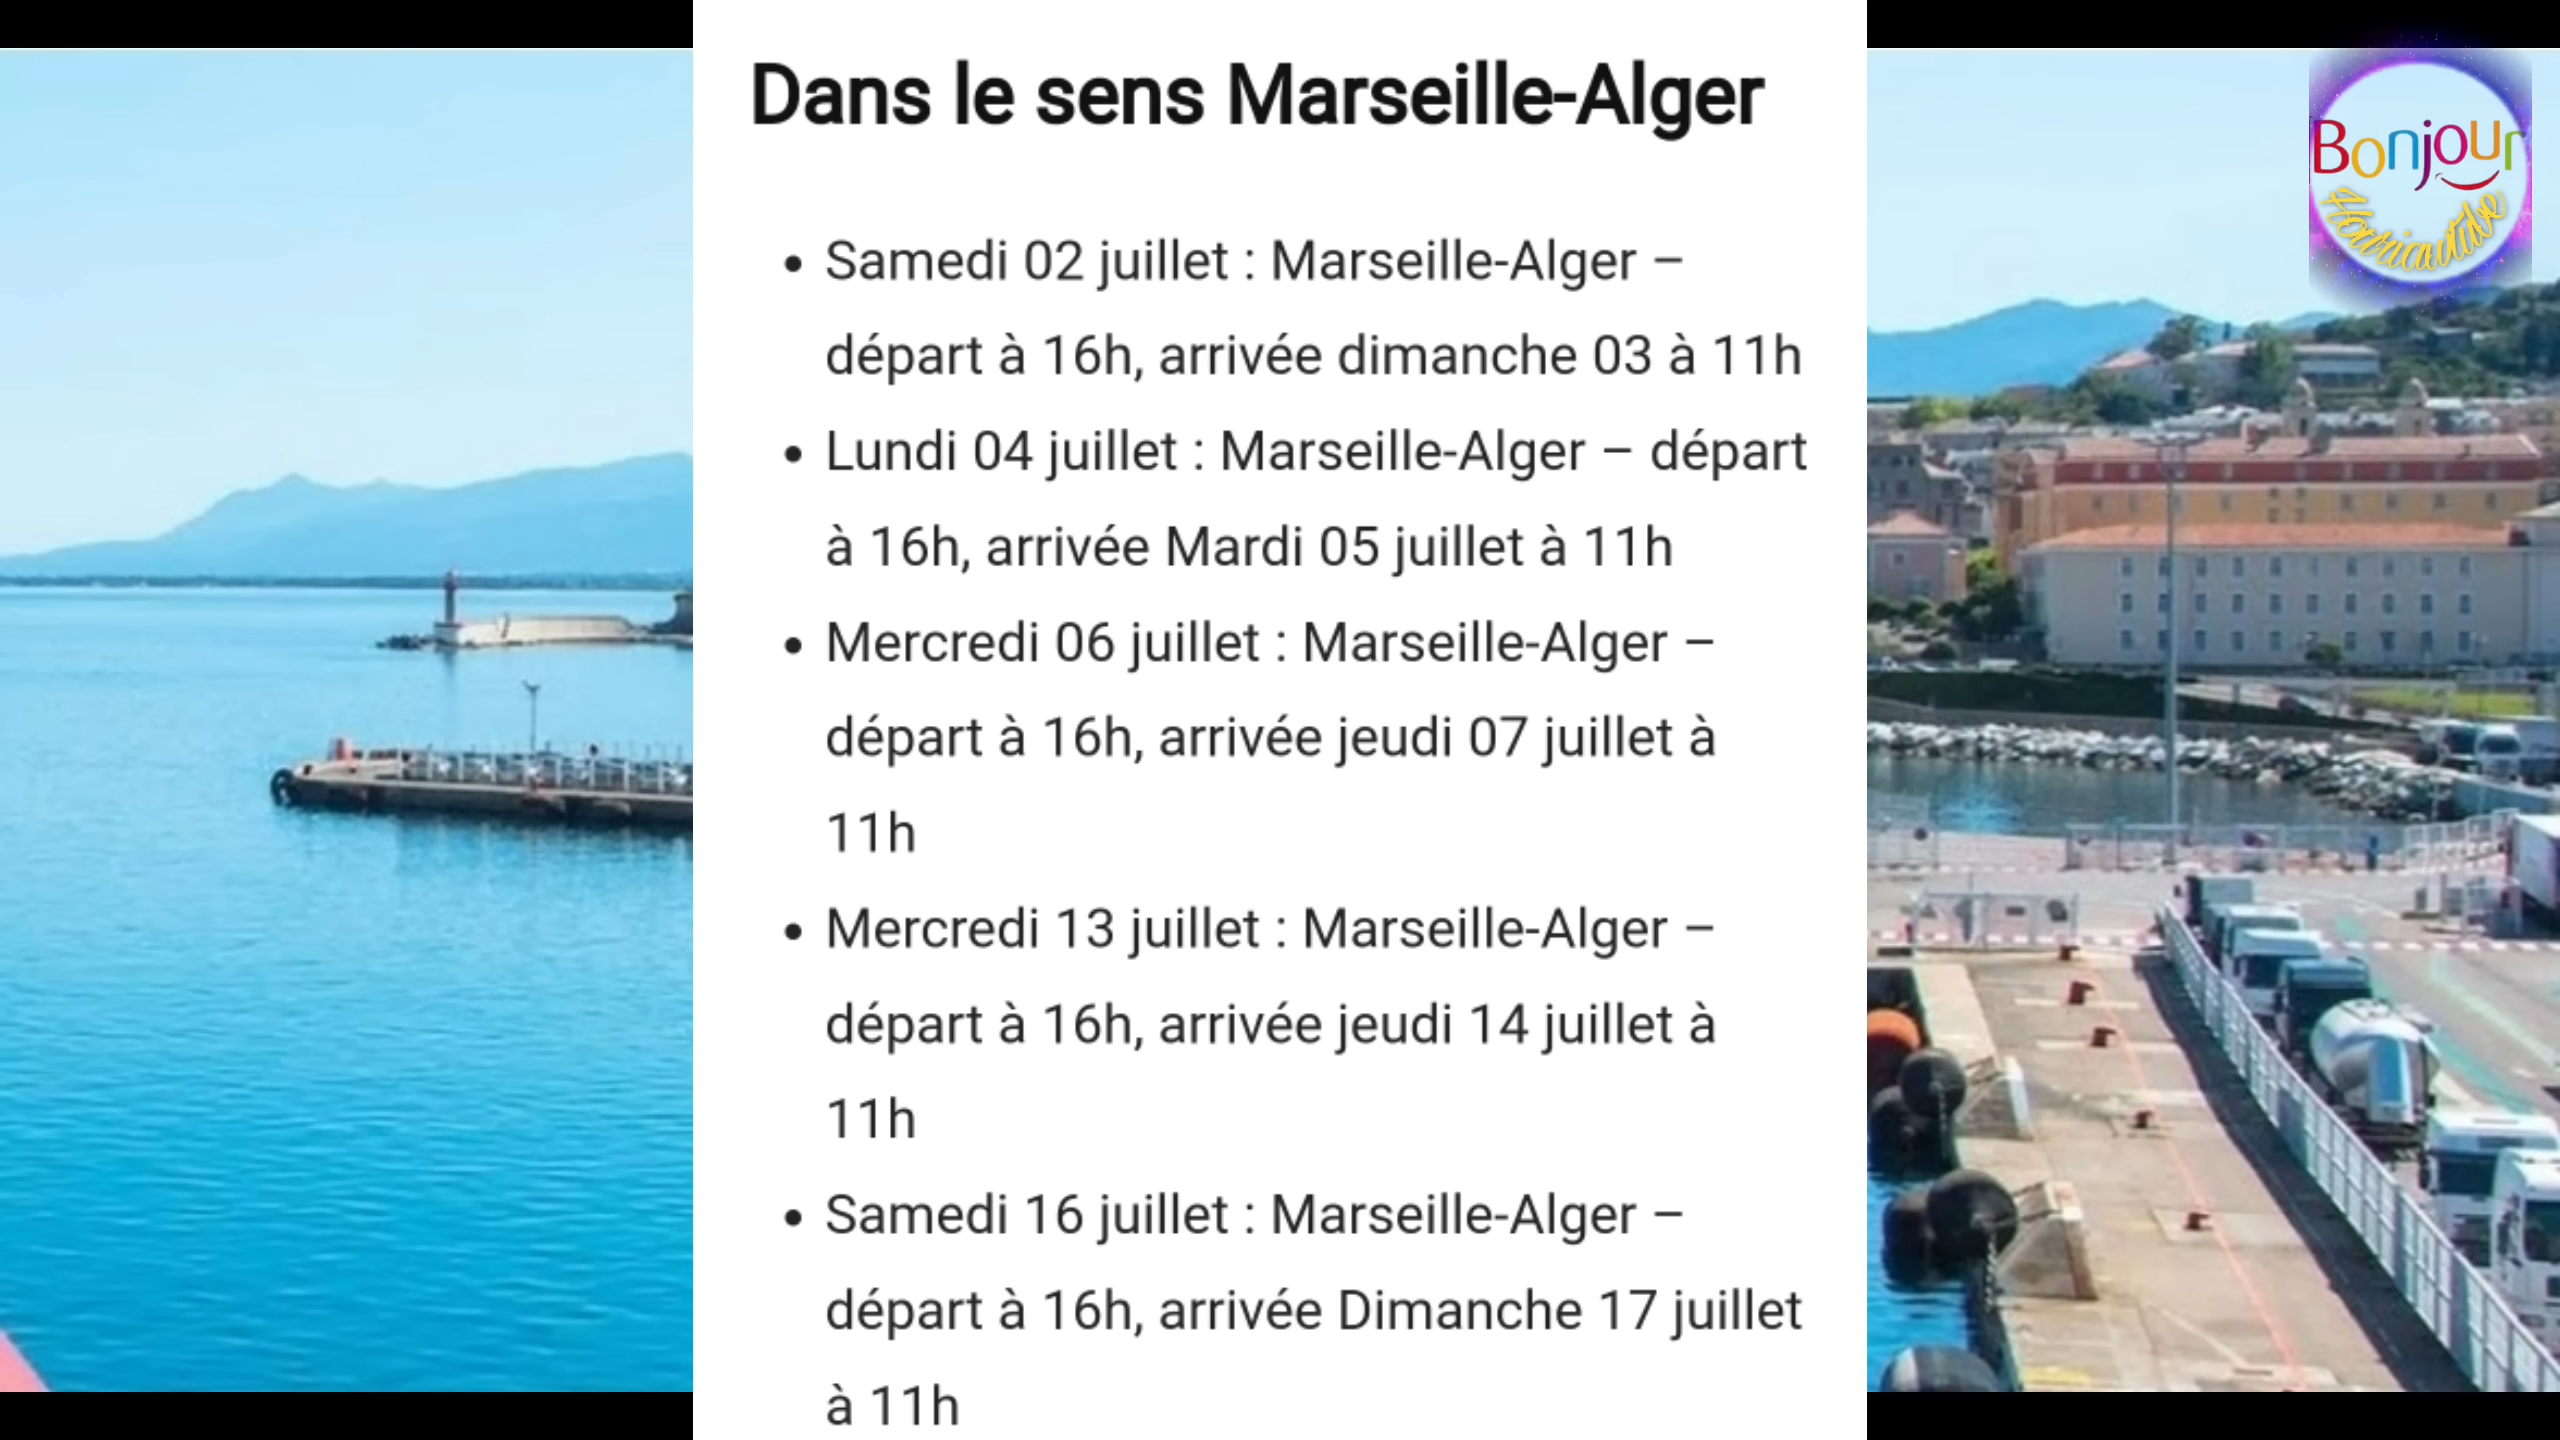 Dans le sens Marseille-Alger
Bonjour
• Samedi 02 juillet : Marseille-Alger –
départ à 16h, arrivée dimanche 03 à 11h
• Lundi 04 juillet : Marseille-Alger – départ
à 16h, arrivée Mardi 05 juillet à 11h
• Mercredi 06 juillet : Marseille-Alger –
départ à 16h, arrivée jeudi 07 juillet à
11h
• Mercredi 13 juillet : Marseille-Alger –
départ à 16h, arrivée jeudi 14 juillet à
11h
• Samedi 16 juillet : Marseille-Alger –
départ à 16h, arrivée Dimanche 17 juillet
à 11h